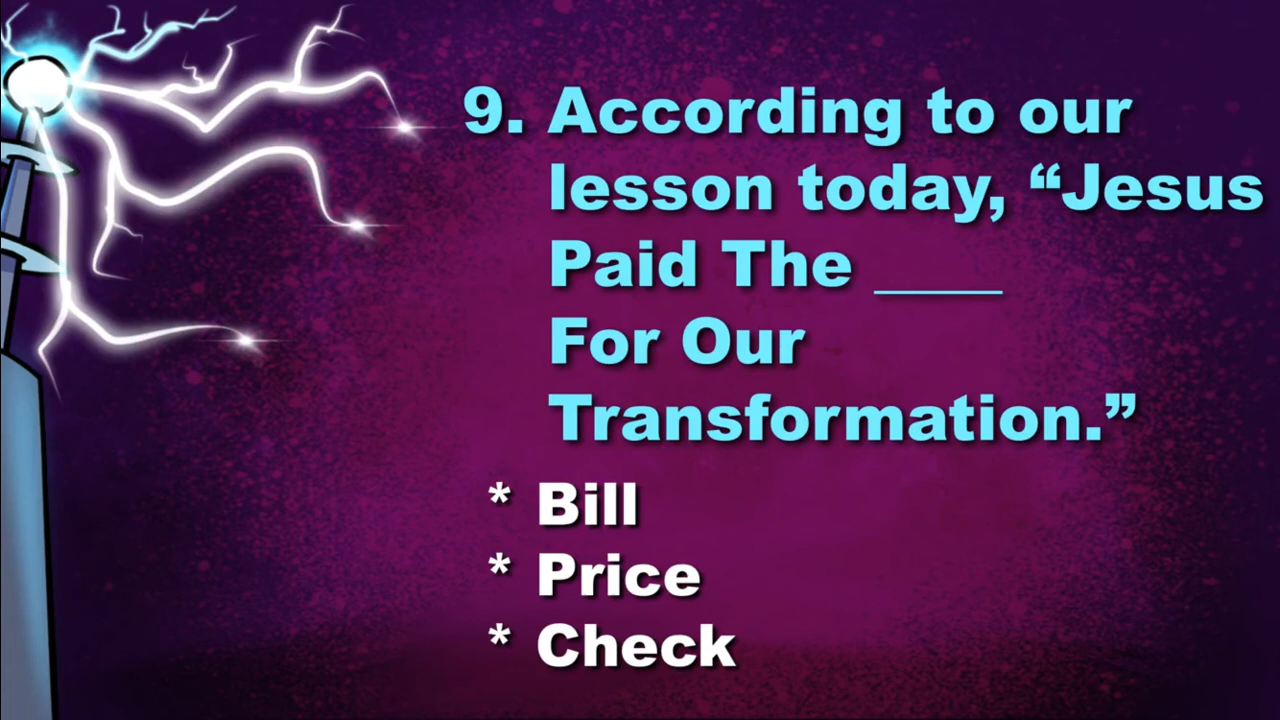 9. According to our
lesson today, “Jesus
Paid The ____
For Our
Transformation.”
* Bill
* Price
* Check